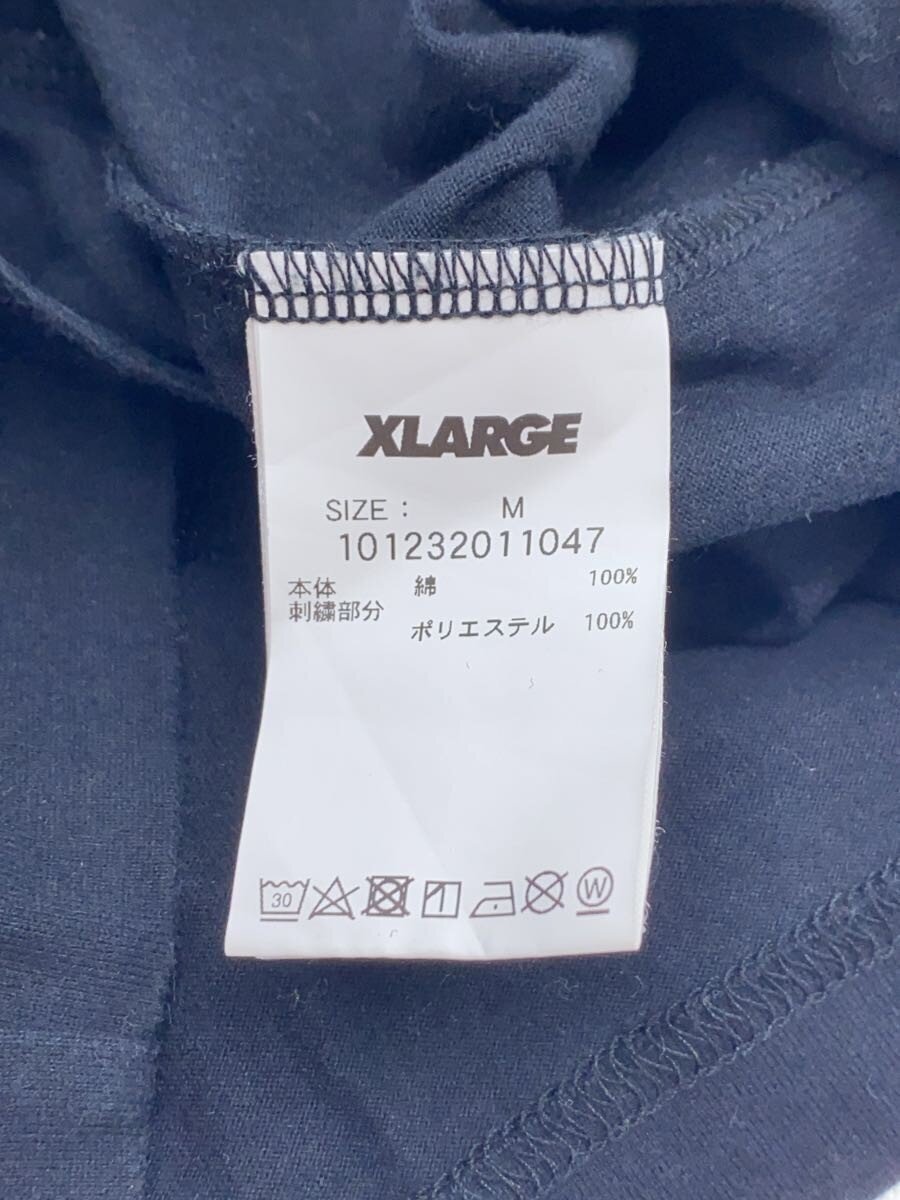 XLARGE
SIZE : M
101232011047
本体 綿 100%
刺繍部分
ポリエステル 100%
30
W